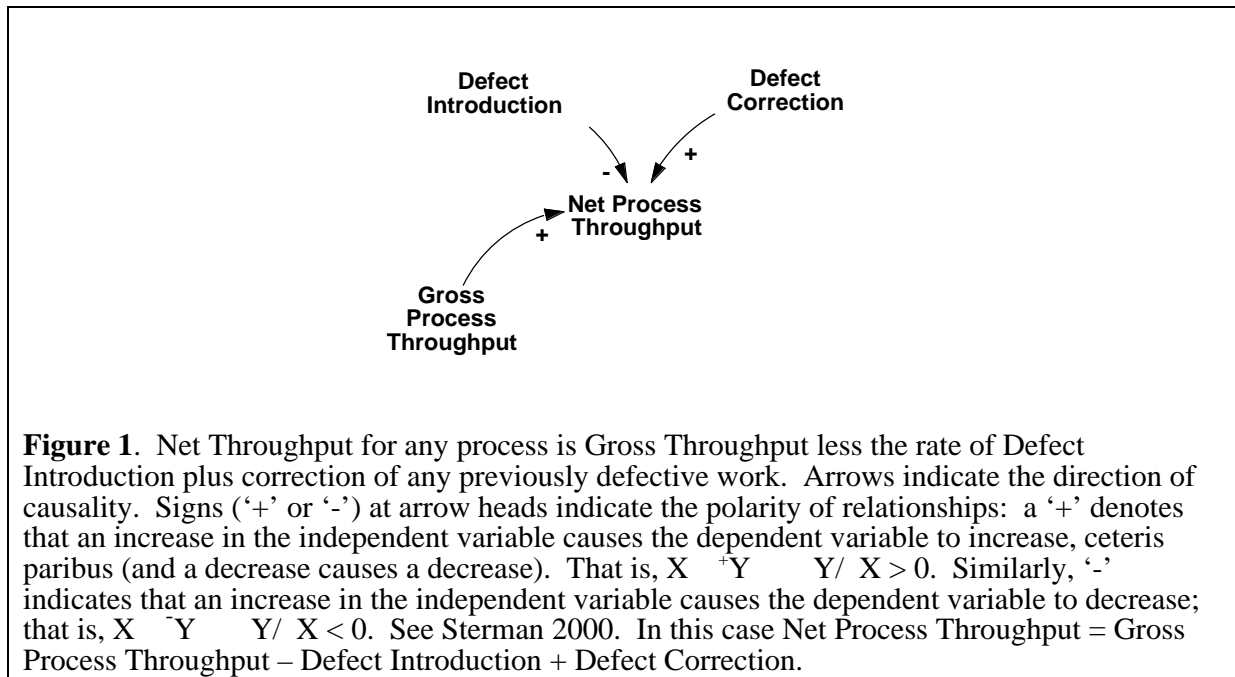 Defect
Introduction
Defect
Correction
-
+
Net Process
Throughput
+
Gross
Process
Throughput
Figure 1.  Net Throughput for any process is Gross Throughput less the rate of Defect
Introduction plus correction of any previously defective work.  Arrows indicate the direction of
causality.  Signs (‘+’ or ‘-’) at arrow heads indicate the polarity of relationships:  a ‘+’ denotes
that an increase in the independent variable causes the dependent variable to increase, ceteris
paribus (and a decrease causes a decrease).  That is, X    ⁺Y      Y/  X > 0.  Similarly, ‘-’
indicates that an increase in the independent variable causes the dependent variable to decrease;
that is, X    ⁻Y      Y/  X < 0.  See Sterman 2000.  In this case Net Process Throughput = Gross
Process Throughput – Defect Introduction + Defect Correction.